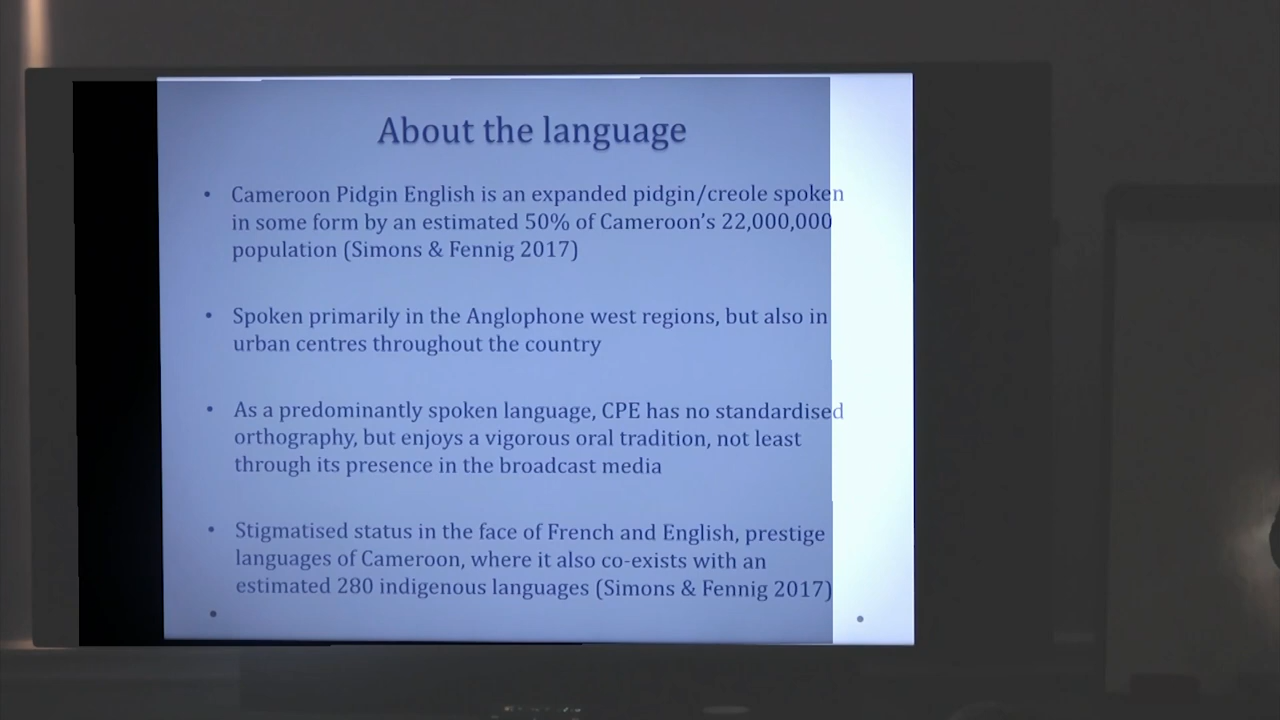 About the language
• Cameroon Pidgin English is an expanded pidgin/creole spoken
in some form by an estimated 50% of Cameroon's 22,000,000
population (Simons & Fennig 2017)
• Spoken primarily in the Anglophone west regions, but also in
urban centres throughout the country
• As a predominantly spoken language, CPE has no standardised
orthography, but enjoys a vigorous oral tradition, not least
through its presence in the broadcast media
• Stigmatised status in the face of French and English, prestige
languages of Cameroon, where it also co-exists with an
estimated 280 indigenous languages (Simons & Fennig 2017)